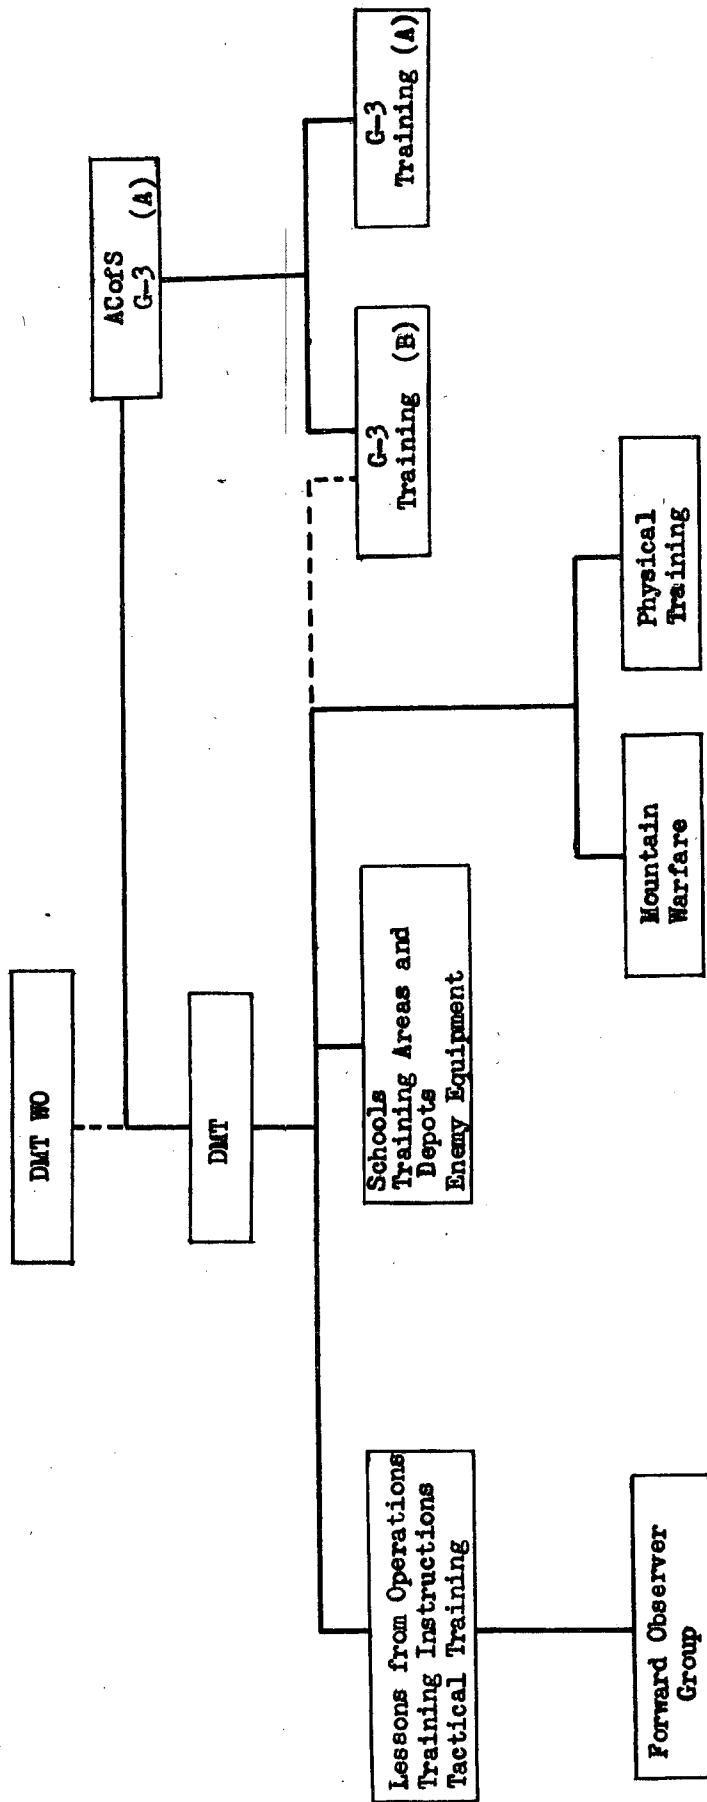 DMT WO
ACofS
G-3 (A)
DMT
Lessons from Operations
Training Instructions
Tactical Training
Schools
Training Areas and
Depots
Enemy Equipment
G-3
Training (B)
G-3
Training (A)
Forward Observer
Group
Mountain
Warfare
Physical
Training